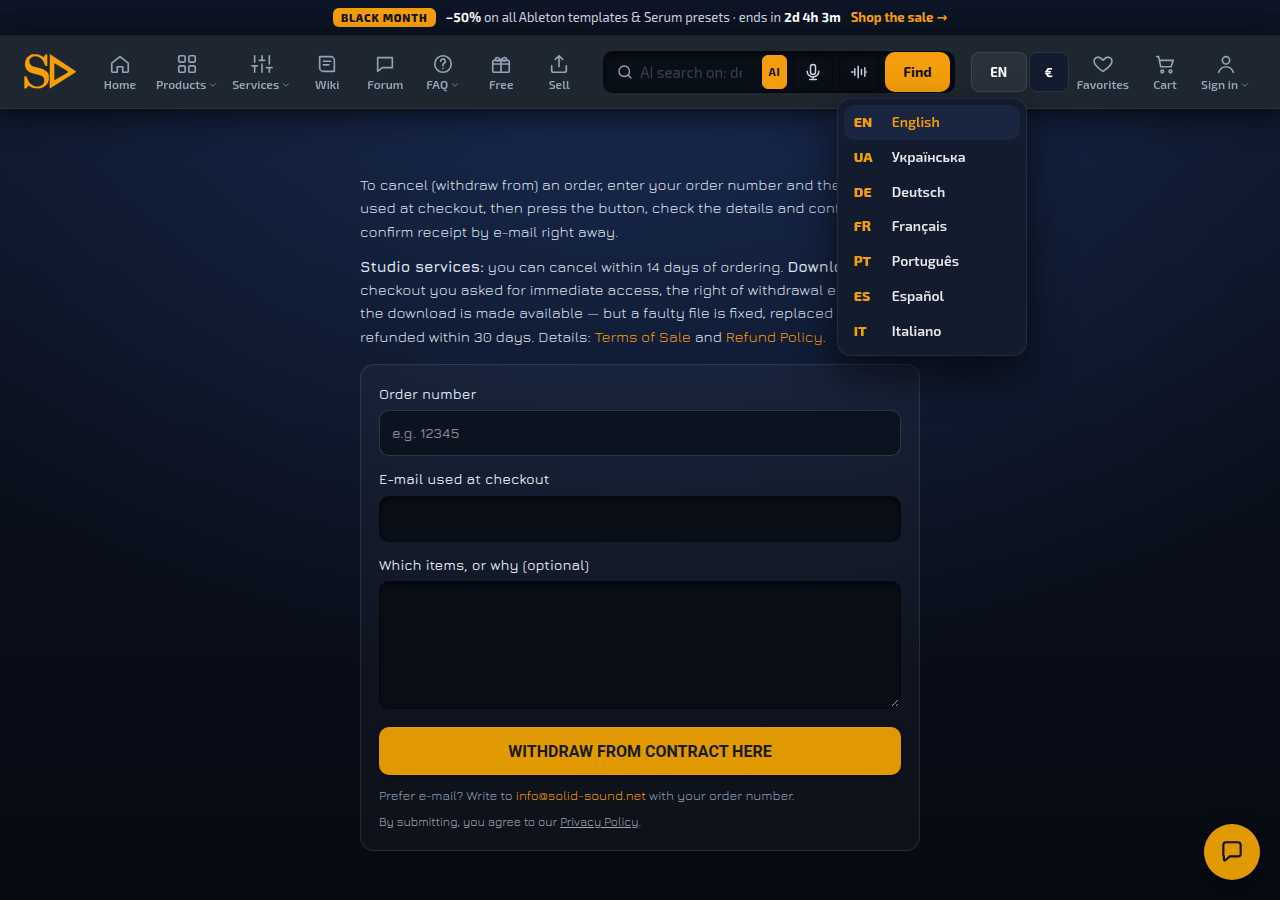 BLACK MONTH −50% on all Ableton templates & Serum presets · ends in 2d 4h 3m Shop the sale →
Home Products Services Wiki Forum FAQ Free Sell AI search on: dr AI Find EN € Favorites Cart Sign in
EN English
UA Українська
DE Deutsch
FR Français
PT Português
ES Español
IT Italiano
To cancel (withdraw from) an order, enter your order number and the
used at checkout, then press the button, check the details and
confirm receipt by e-mail right away.
Studio services: you can cancel within 14 days of ordering.
checkout you asked for immediate access, the right of withdrawal
the download is made available — but a faulty file is fixed, replaced
refunded within 30 days. Details: Terms of Sale and Refund Policy.
Order number
e.g. 12345
E-mail used at checkout
Which items, or why (optional)
WITHDRAW FROM CONTRACT HERE
Prefer e-mail? Write to info@solid-sound.net with your order number.
By submitting, you agree to our Privacy Policy.